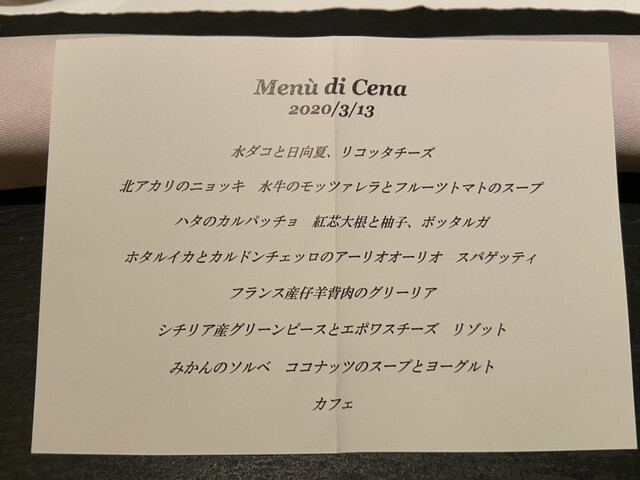 Menù di Cena
2020/3/13
水ダコと日向夏、リコッタチーズ
北アカリのニョッキ　水牛のモッツァレラとフルーツトマトのスープ
ハタのカルパッチョ　紅芯大根と柚子、ボッタルガ
ホタルイカとカルドンチェッロのアーリオオーリオ　スパゲッティ
フランス産仔羊背肉のグリーリア
シチリア産グリーンピースとエポワスチーズ　リゾット
みかんのソルベ　ココナッツのスープとヨーグルト
カフェ